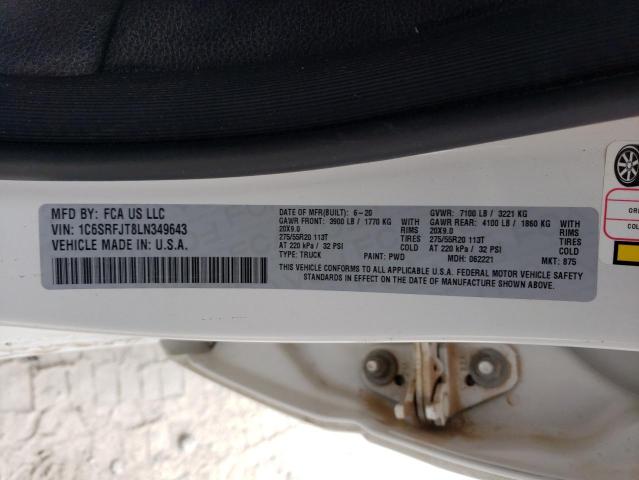 MFD BY: FCA US LLC
VIN: 1C6SRFJT8LN349643
VEHICLE MADE IN: U.S.A.
DATE OF MFR(BUILT): 6-20 GVWR: 7100 LB / 3221 KG
GAWR FRONT: 3900 LB / 1770 KG WITH GAWR REAR: 4100 LB / 1860 KG WITH
20X9.0 RIMS 20X9.0 RIMS
275/55R20 113T TIRES 275/55R20 113T TIRES
AT 220 kPa / 32 PSI COLD AT 220 kPa / 32 PSI COLD
TYPE: TRUCK PAINT: PWD MDH: 062221 MKT: 875
THIS VEHICLE CONFORMS TO ALL APPLICABLE U.S.A. FEDERAL MOTOR VEHICLE SAFETY
STANDARDS IN EFFECT ON THE DATE OF MANUFACTURE SHOWN ABOVE.